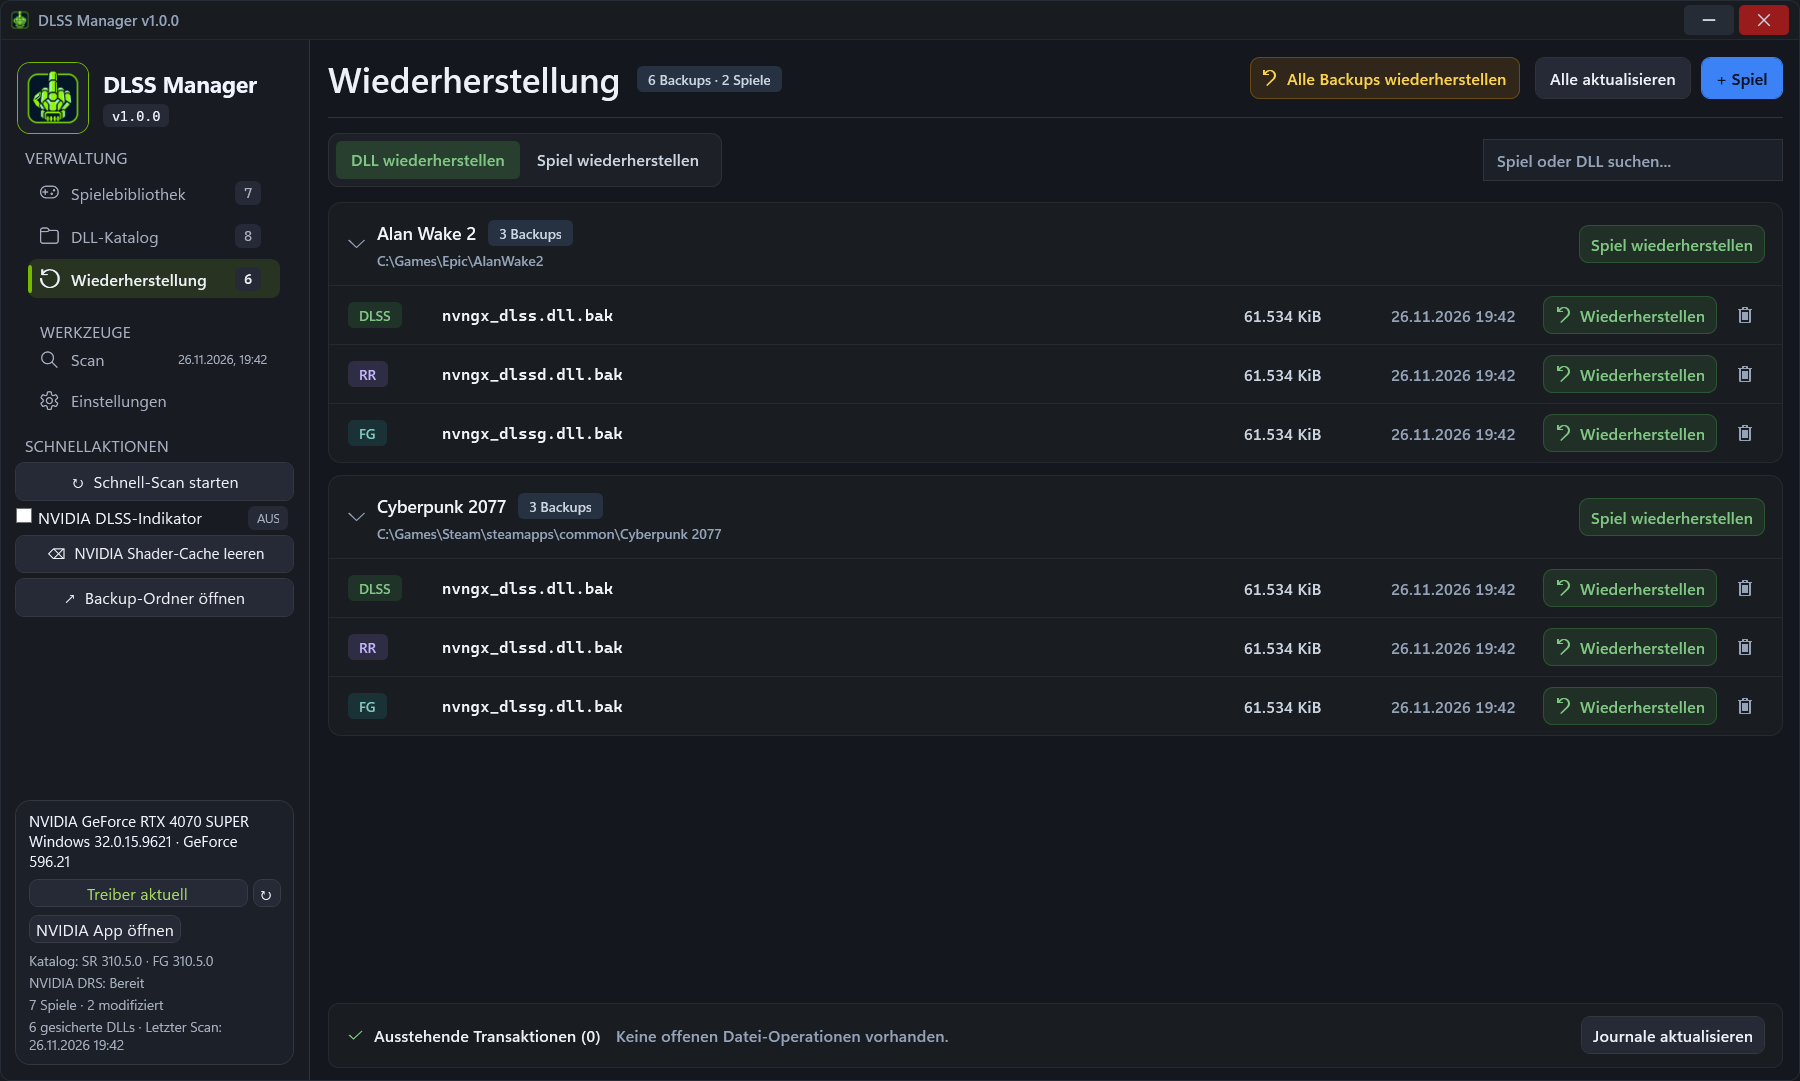 DLSS Manager v1.0.0
DLSS Manager
v1.0.0
VERWALTUNG
Spielebibliothek 7
DLL-Katalog 8
Wiederherstellung 6
WERKZEUGE
Scan 26.11.2026, 19:42
Einstellungen
SCHNELLAKTIONEN
Schnell-Scan starten
NVIDIA DLSS-Indikator AUS
NVIDIA Shader-Cache leeren
Backup-Ordner öffnen
NVIDIA GeForce RTX 4070 SUPER
Windows 32.0.15.9621 · GeForce
596.21
Treiber aktuell
NVIDIA App öffnen
Katalog: SR 310.5.0 · FG 310.5.0
NVIDIA DRS: Bereit
7 Spiele · 2 modifiziert
6 gesicherte DLLs · Letzter Scan:
26.11.2026 19:42
Wiederherstellung 6 Backups · 2 Spiele
Alle Backups wiederherstellen Alle aktualisieren + Spiel
DLL wiederherstellen Spiel wiederherstellen
Spiel oder DLL suchen...
Alan Wake 2 3 Backups
C:\Games\Epic\AlanWake2
Spiel wiederherstellen
DLSS nvngx_dlss.dll.bak 61.534 KiB 26.11.2026 19:42 Wiederherstellen
RR nvngx_dlssd.dll.bak 61.534 KiB 26.11.2026 19:42 Wiederherstellen
FG nvngx_dlssg.dll.bak 61.534 KiB 26.11.2026 19:42 Wiederherstellen
Cyberpunk 2077 3 Backups
C:\Games\Steam\steamapps\common\Cyberpunk 2077
Spiel wiederherstellen
DLSS nvngx_dlss.dll.bak 61.534 KiB 26.11.2026 19:42 Wiederherstellen
RR nvngx_dlssd.dll.bak 61.534 KiB 26.11.2026 19:42 Wiederherstellen
FG nvngx_dlssg.dll.bak 61.534 KiB 26.11.2026 19:42 Wiederherstellen
Ausstehende Transaktionen (0) Keine offenen Datei-Operationen vorhanden.
Journale aktualisieren